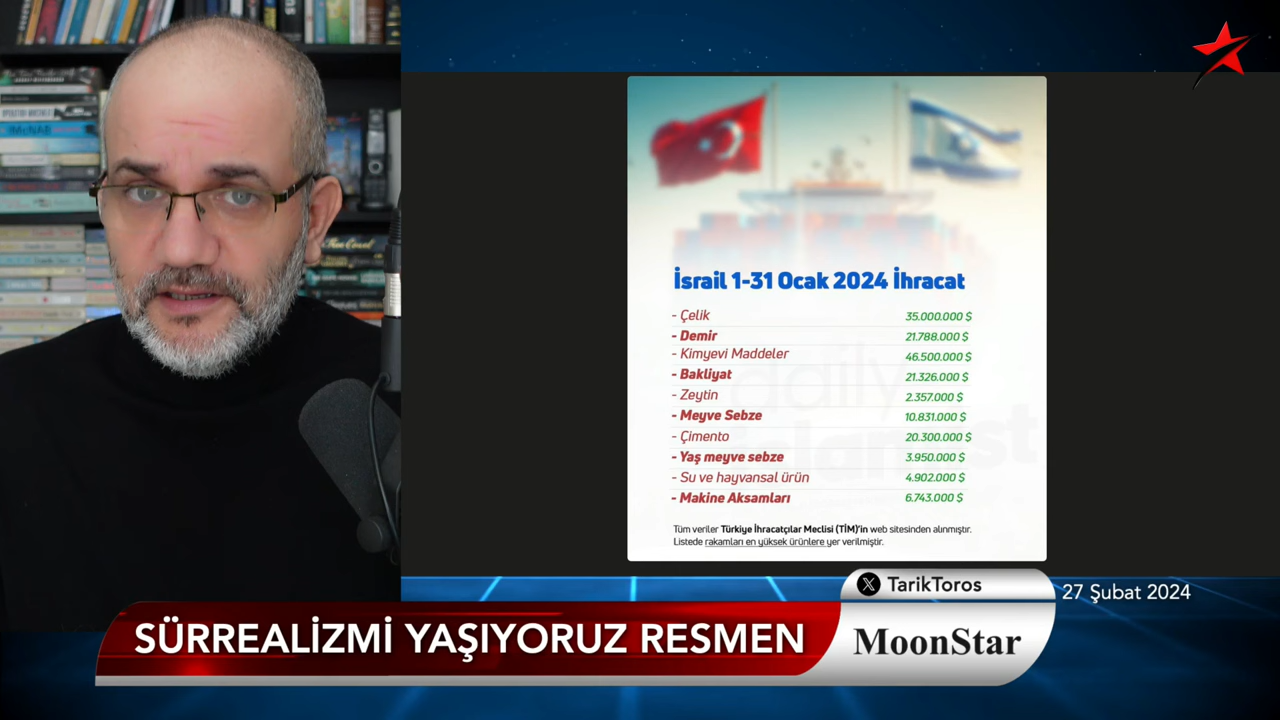 McNAB
İsrail 1-31 Ocak 2024 İhracat
- Çelik 35.000.000 $
- Demir 21.788.000 $
- Kimyevi Maddeler 46.500.000 $
- Bakliyat 21.326.000 $
- Zeytin 2.357.000 $
- Meyve Sebze 10.831.000 $
- Çimento 20.300.000 $
- Yaş meyve sebze 3.950.000 $
- Su ve hayvansal ürün 4.902.000 $
- Makine Aksamları 6.743.000 $
Tüm veriler Türkiye İhracatçılar Meclisi (TİM)'in web sitesinden alınmıştır.
Listede rakamları en yüksek ürünlere yer verilmiştir.
TarikToros
27 Şubat 2024
SÜRREALİZMİ YAŞIYORUZ RESMEN
MoonStar